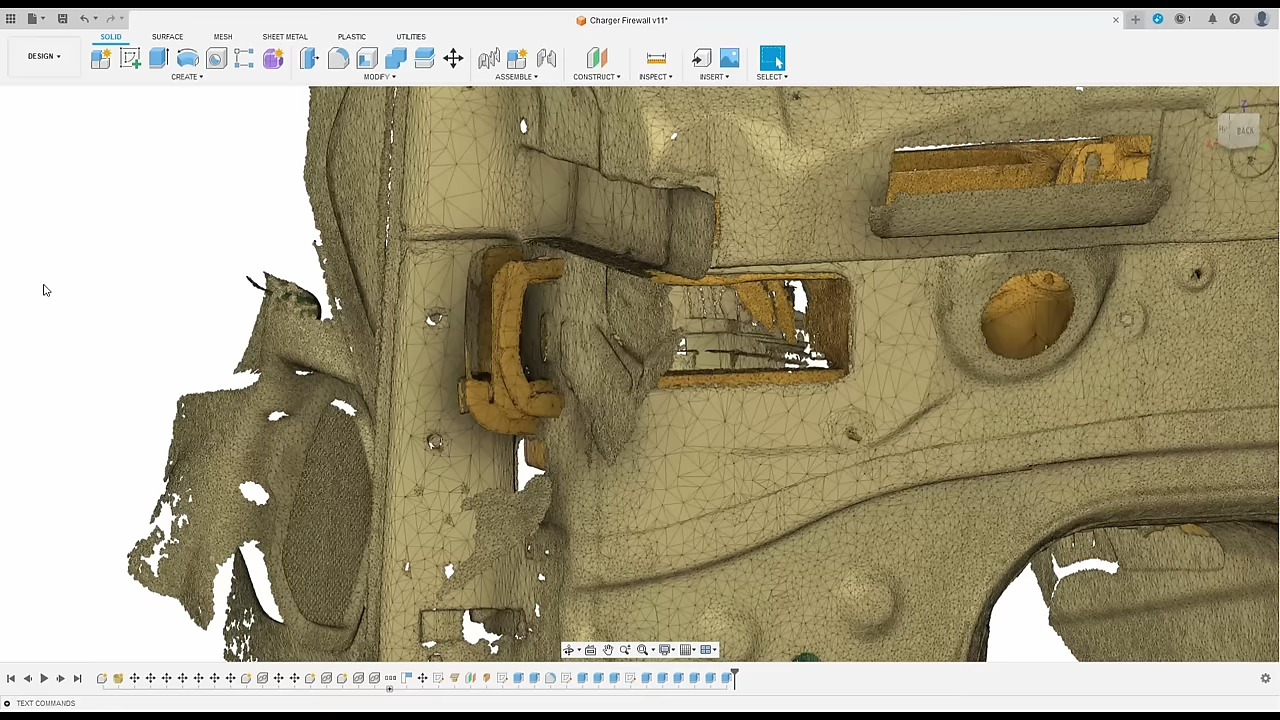 Charger Firewall v11*
1
DESIGN
SOLID SURFACE MESH SHEET METAL PLASTIC UTILITIES
CREATE MODIFY ASSEMBLE CONSTRUCT INSPECT INSERT SELECT
Z
BACK
TEXT COMMANDS